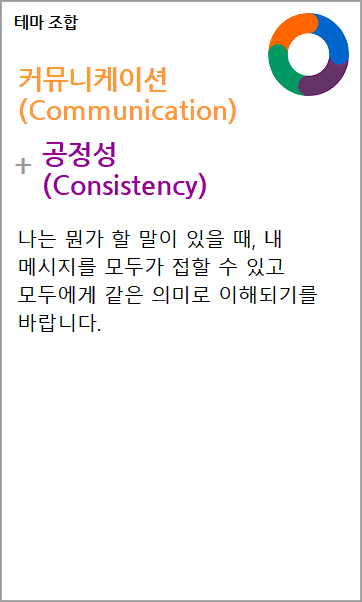 테마 조합
커뮤니케이션
(Communication)
+ 공정성
(Consistency)
나는 뭔가 할 말이 있을 때, 내
메시지를 모두가 접할 수 있고
모두에게 같은 의미로 이해되기를
바랍니다.